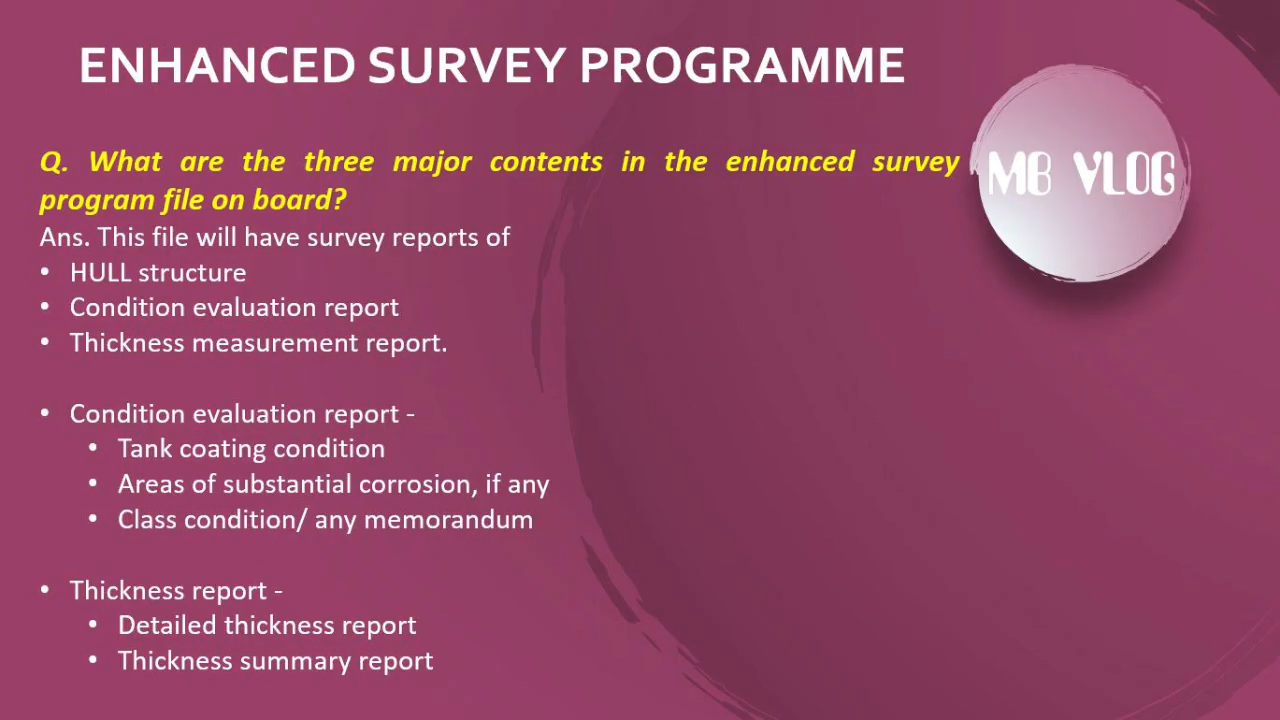 ENHANCED SURVEY PROGRAMME
MB VLOG
Q. What are the three major contents in the enhanced survey
program file on board?
Ans. This file will have survey reports of
• HULL structure
• Condition evaluation report
• Thickness measurement report.
• Condition evaluation report -
• Tank coating condition
• Areas of substantial corrosion, if any
• Class condition/ any memorandum
• Thickness report -
• Detailed thickness report
• Thickness summary report